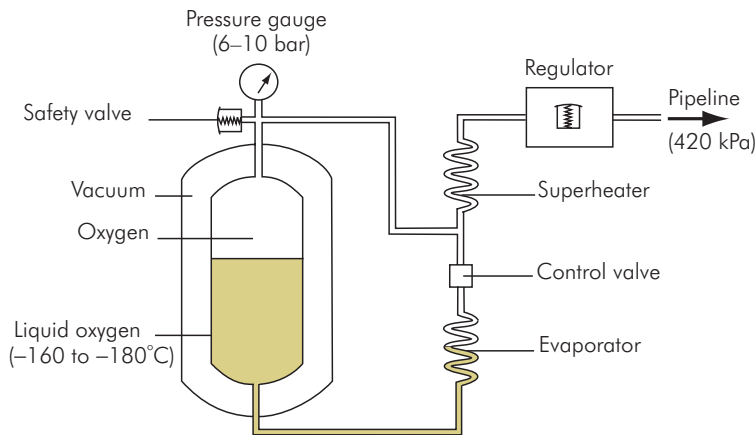 Pressure gauge
(6–10 bar)
Safety valve
Regulator
Pipeline
(420 kPa)
Vacuum
Superheater
Oxygen
Control valve
Liquid oxygen
(–160 to –180°C)
Evaporator